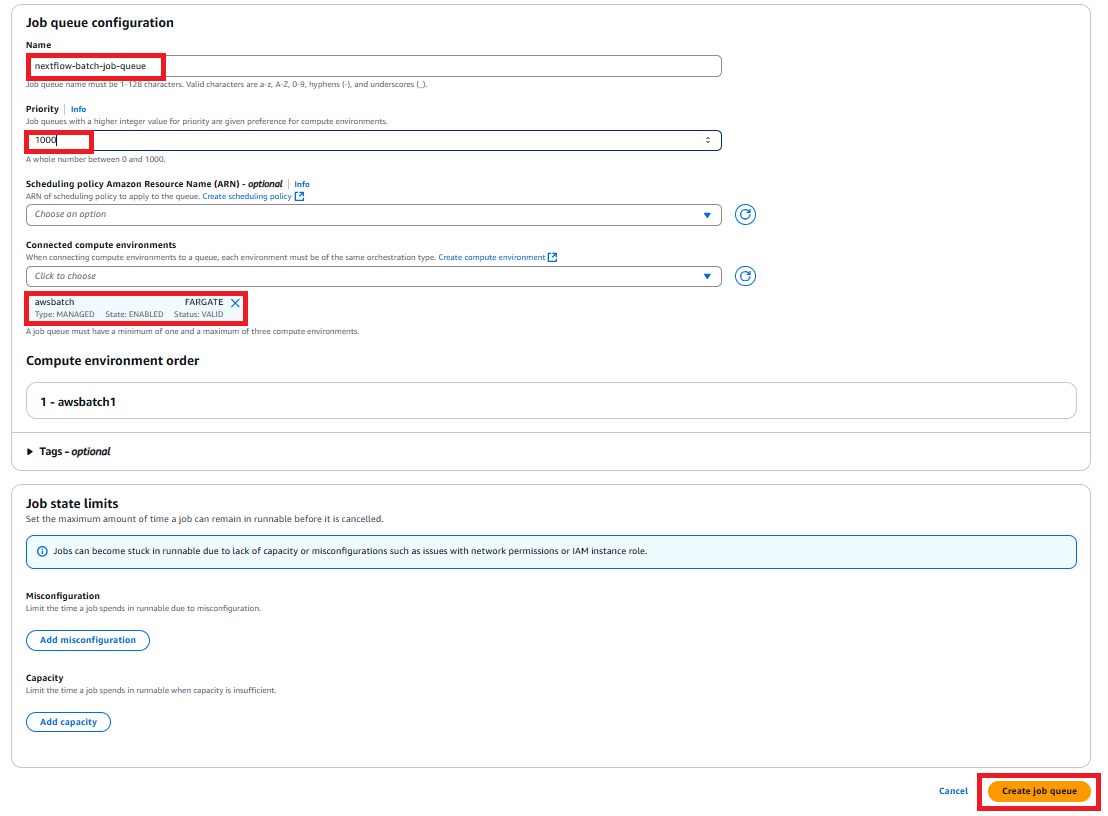 Job queue configuration
Name
nextflow-batch-job-queue
Job queue name must be 1-128 characters. Valid characters are a-z, A-Z, 0-9, hyphens (-), and underscores (_).
Priority | Info
Job queues with a higher integer value for priority are given preference for compute environments.
1000
A whole number between 0 and 1000.
Scheduling policy Amazon Resource Name (ARN) - optional | Info
ARN of scheduling policy to apply to the queue. Create scheduling policy
Choose an option
Connected compute environments
When connecting compute environments to a queue, each environment must be of the same orchestration type. Create compute environment
Click to choose
awsbatch FARGATE
Type: MANAGED State: ENABLED Status: VALID
A job queue must have a minimum of one and a maximum of three compute environments.
Compute environment order
1 - awsbatch1
Tags - optional
Job state limits
Set the maximum amount of time a job can remain in runnable before it is cancelled.
Jobs can become stuck in runnable due to lack of capacity or misconfigurations such as issues with network permissions or IAM instance role.
Misconfiguration
Limit the time a job spends in runnable due to misconfiguration.
Add misconfiguration
Capacity
Limit the time a job spends in runnable when capacity is insufficient.
Add capacity
Cancel Create job queue